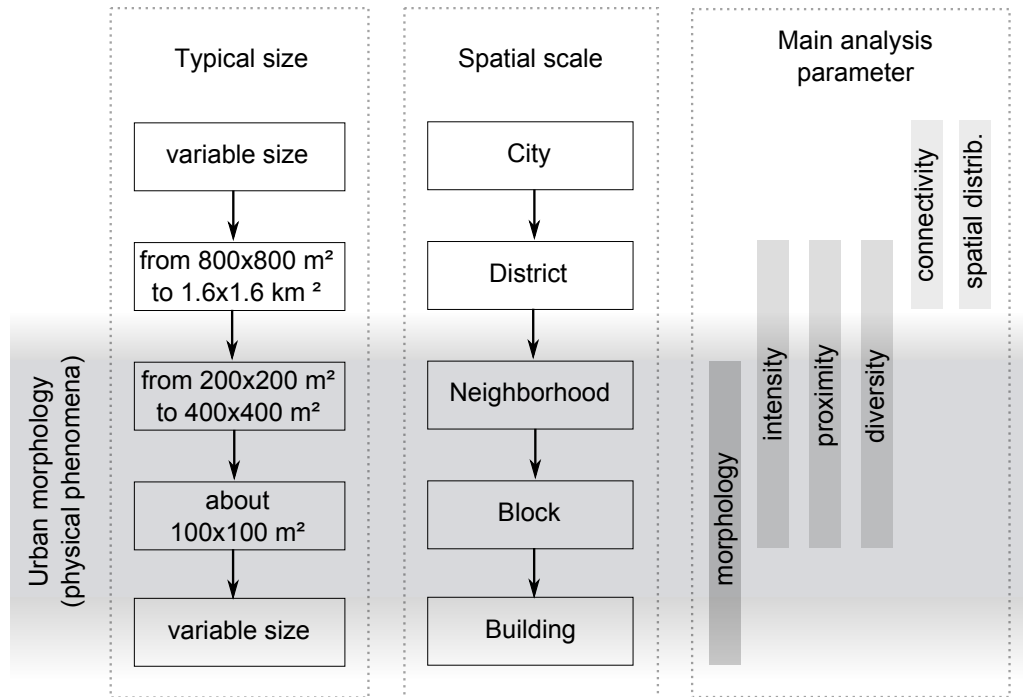 Typical size
variable size
from 800x800 m²
to 1.6x1.6 km ²
from 200x200 m²
to 400x400 m²
about
100x100 m²
variable size
Spatial scale
City
District
Neighborhood
Block
Building
Main analysis
parameter
morphology
intensity
proximity
diversity
connectivity
spatial distrib.
Urban morphology
(physical phenomena)